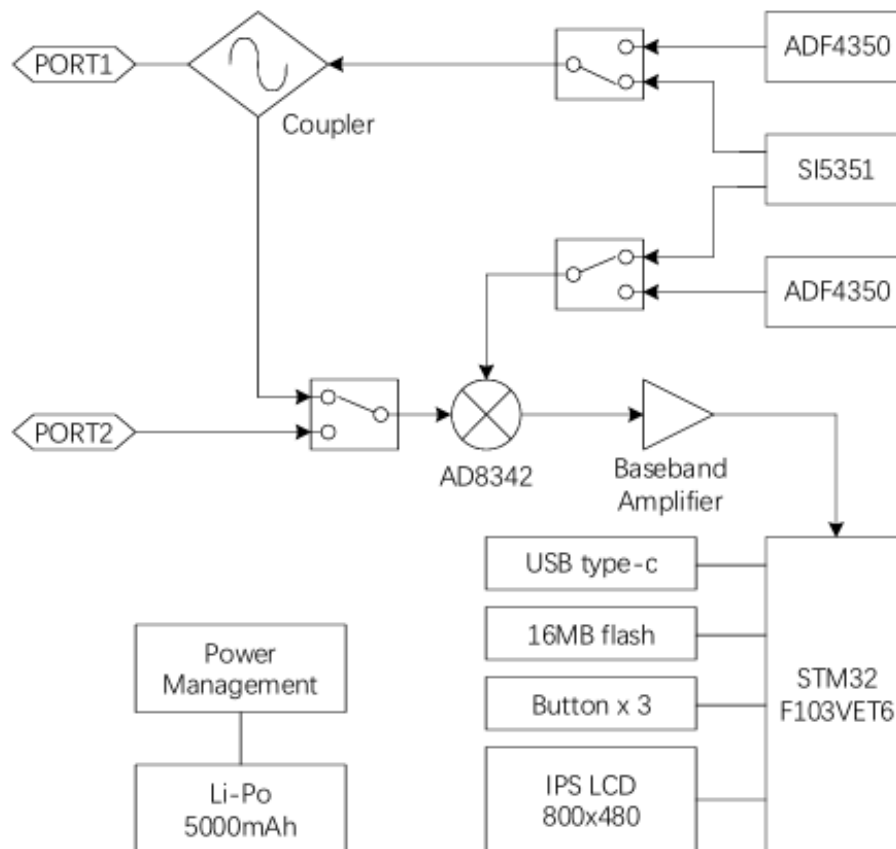 PORT1
Coupler
ADF4350
SI5351
ADF4350
PORT2
AD8342
Baseband
Amplifier
USB type-c
16MB flash
Button x 3
IPS LCD
800x480
STM32
F103VET6
Power
Management
Li-Po
5000mAh